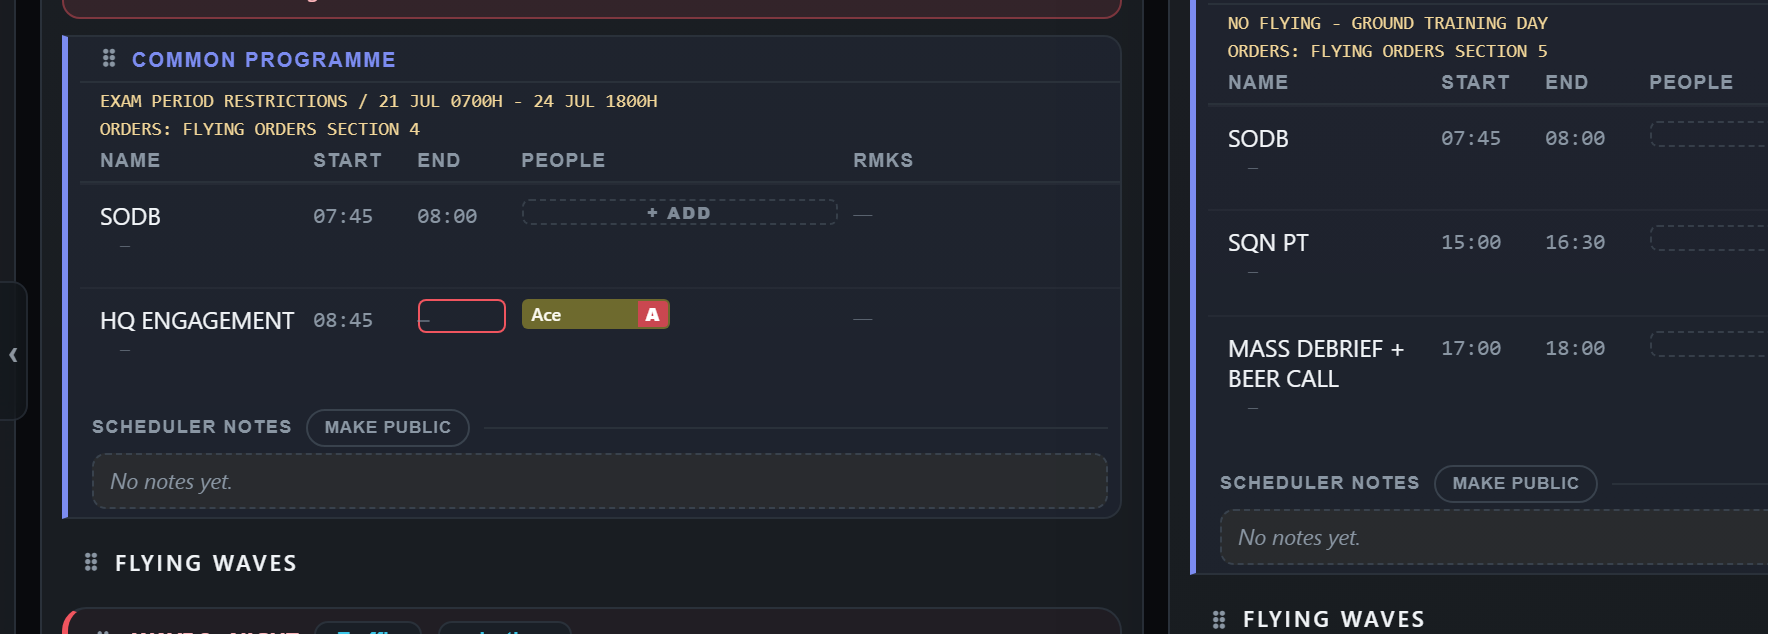 COMMON PROGRAMME
EXAM PERIOD RESTRICTIONS / 21 JUL 0700H - 24 JUL 1800H
ORDERS: FLYING ORDERS SECTION 4
NAME START END PEOPLE RMKS
SODB 07:45 08:00 + ADD —
–
HQ ENGAGEMENT 08:45 – Ace A —
–
SCHEDULER NOTES MAKE PUBLIC
No notes yet.
FLYING WAVES
NO FLYING - GROUND TRAINING DAY
ORDERS: FLYING ORDERS SECTION 5
NAME START END PEOPLE
SODB 07:45 08:00
–
SQN PT 15:00 16:30
–
MASS DEBRIEF + 17:00 18:00
BEER CALL
–
SCHEDULER NOTES MAKE PUBLIC
No notes yet.
FLYING WAVES